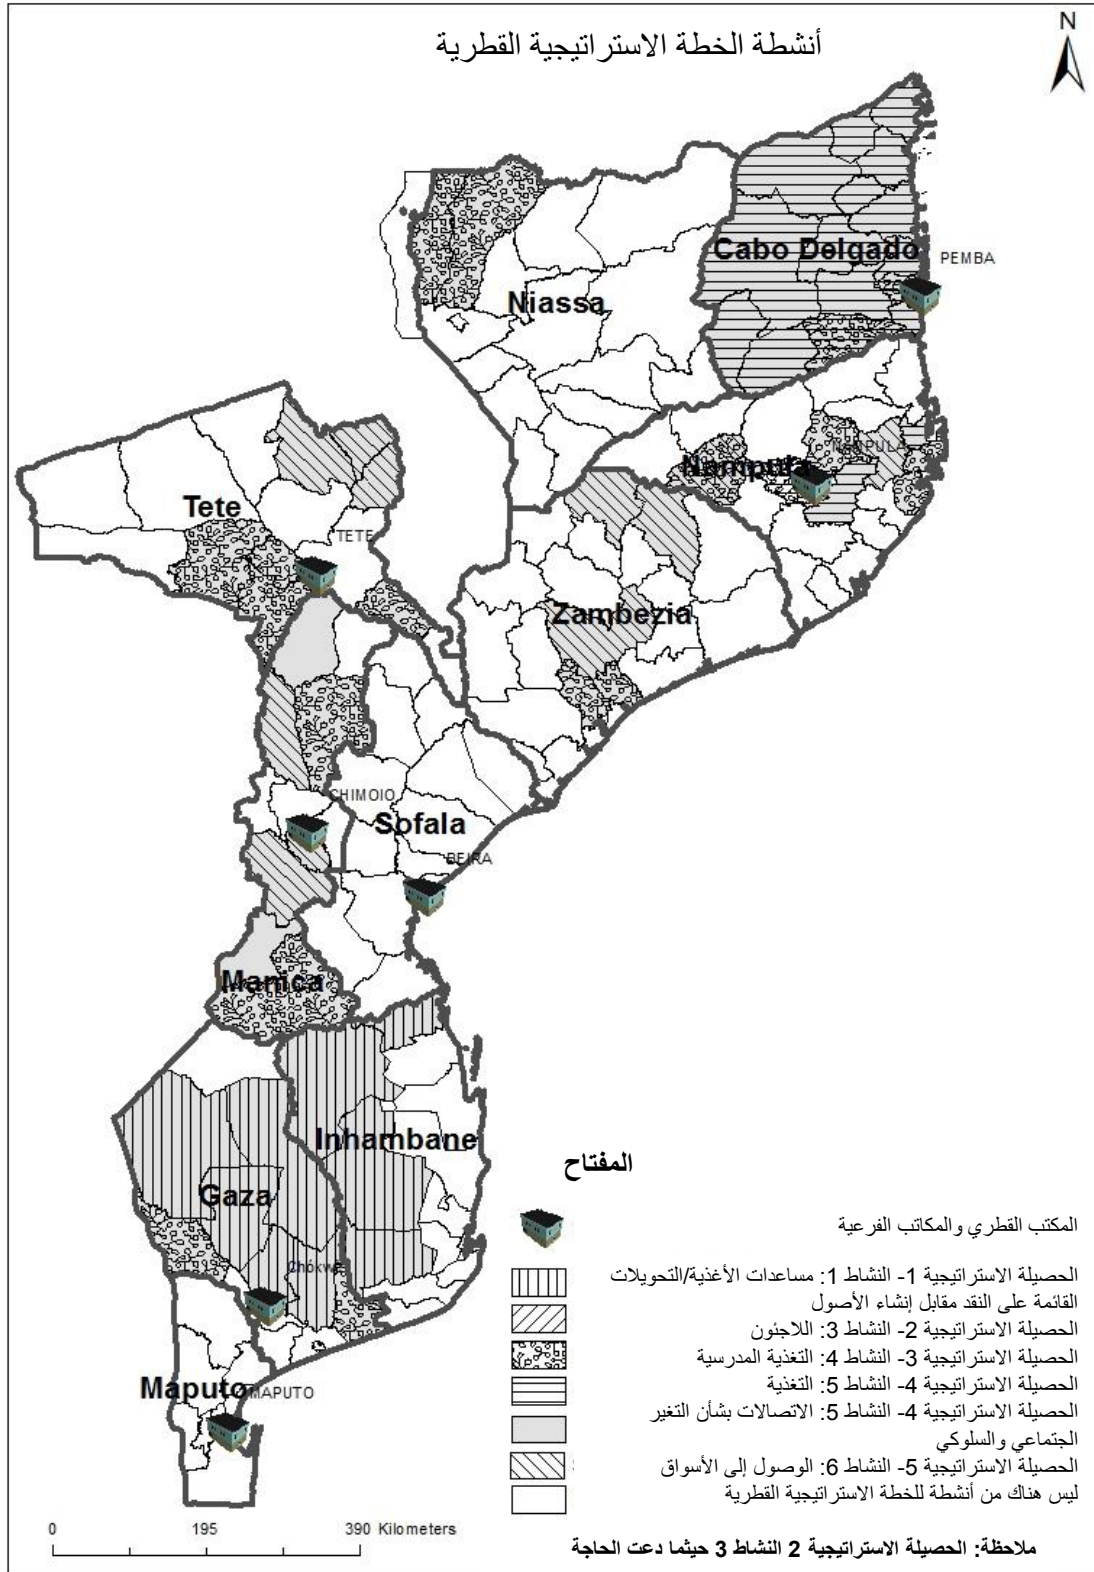 أنشطة الخطة الاستراتيجية القطرية
N
Cabo Delgado
PEMBA
Niassa
NAMPULA
Nampula
Tete
TETE
Zambezia
CHIMOIO
Sofala
BEIRA
Manica
Inhambane
Gaza
Chókwè
Maputo
MAPUTO
المفتاح
المكتب القطري والمكاتب الفرعية
الحصيلة الاستراتيجية 1- النشاط 1: مساعدات الأغذية/التحويلات
القائمة على النقد مقابل إنشاء الأصول
الحصيلة الاستراتيجية 2- النشاط 3: اللاجئون
الحصيلة الاستراتيجية 3- النشاط 4: التغذية المدرسية
الحصيلة الاستراتيجية 4- النشاط 5: التغذية
الحصيلة الاستراتيجية 4- النشاط 5: الاتصالات بشأن التغير
الجتماعي والسلوكي
الحصيلة الاستراتيجية 5- النشاط 6: الوصول إلى الأسواق
ليس هناك من أنشطة للخطة الاستراتيجية القطرية
0 195 390 Kilometers
ملاحظة: الحصيلة الاستراتيجية 2 النشاط 3 حيثما دعت الحاجة